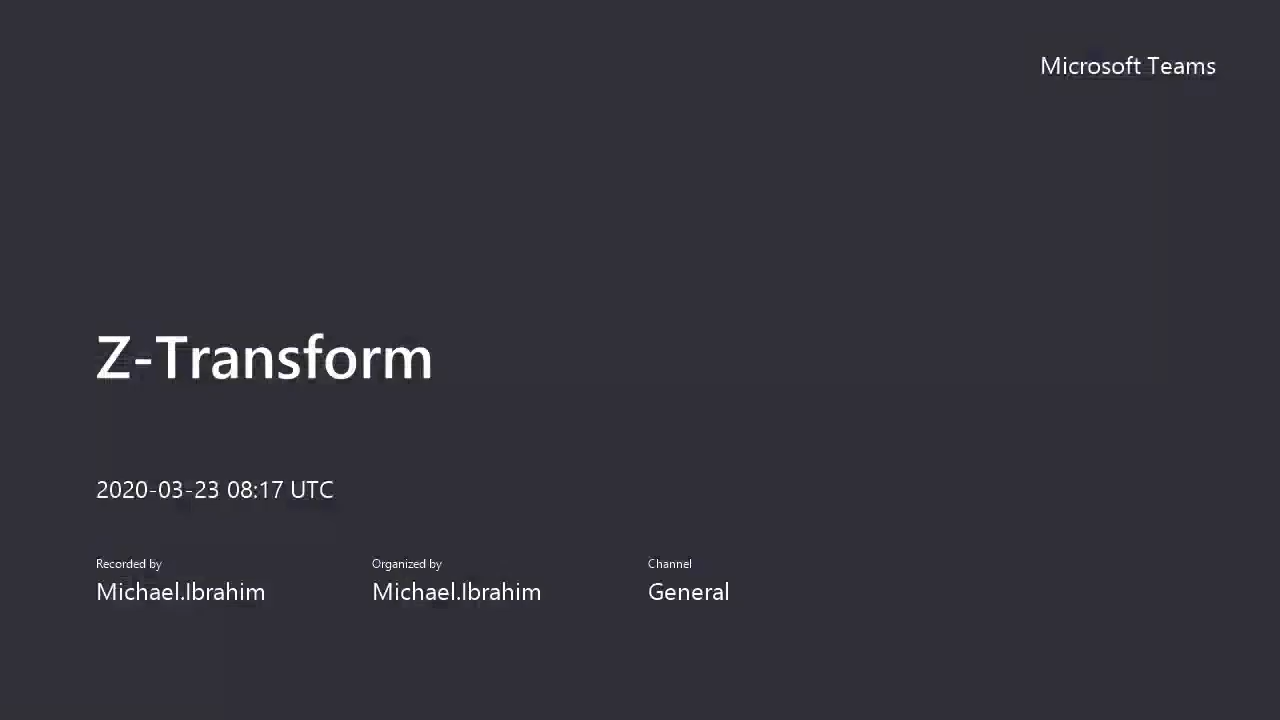 Microsoft Teams
Z-Transform
2020-03-23 08:17 UTC
Recorded by
Michael.Ibrahim
Organized by
Michael.Ibrahim
Channel
General